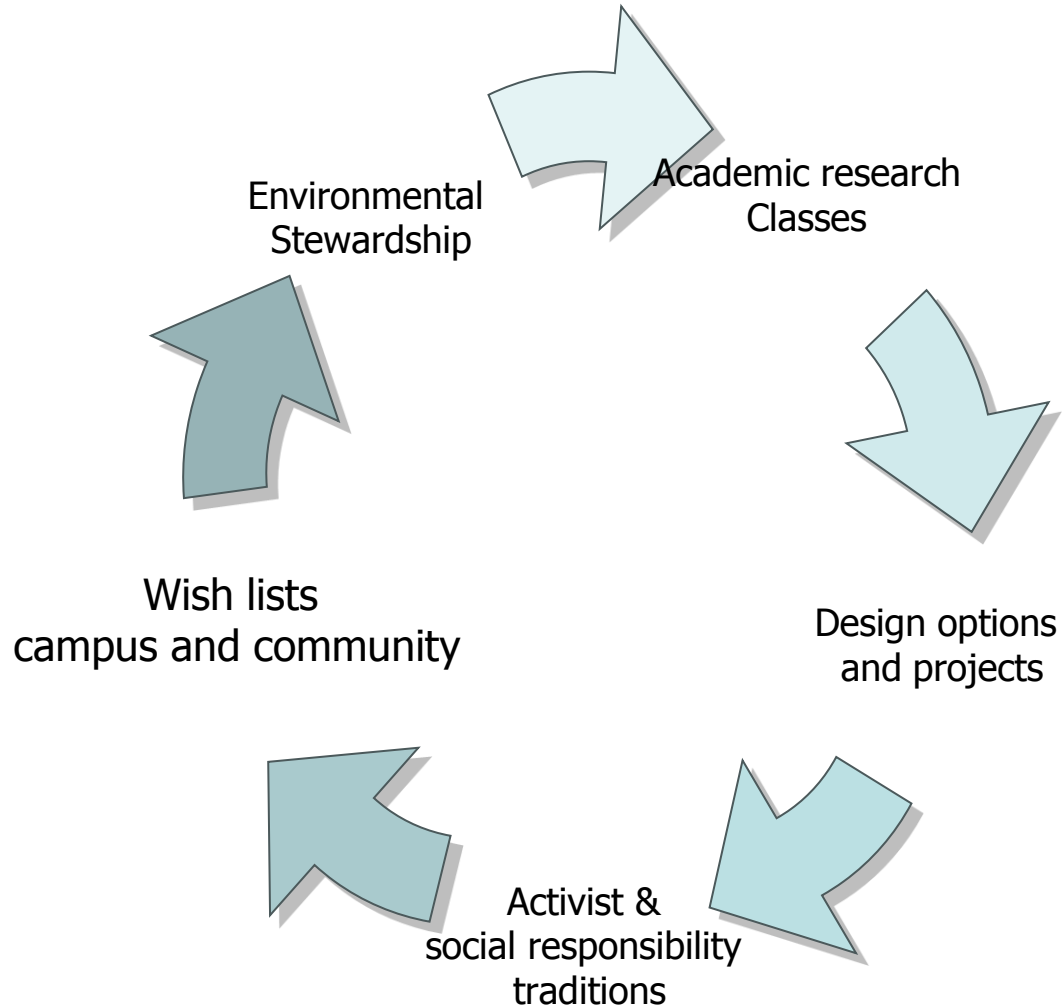 Environmental
Stewardship
Academic research
Classes
Design options
and projects
Activist &
social responsibility
traditions
Wish lists
campus and community